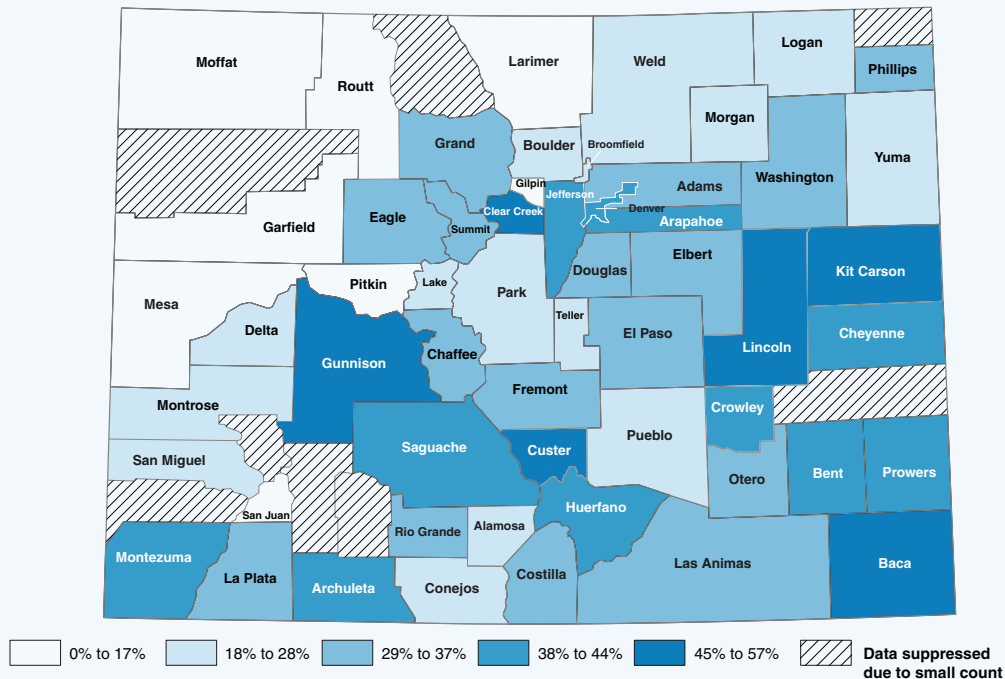 Moffat
Routt
Larimer
Weld
Logan
Phillips
Grand
Boulder
Broomfield
Morgan
Yuma
Washington
Gilpin
Jefferson
Adams
Eagle
Clear Creek
Denver
Garfield
Summit
Arapahoe
Mesa
Pitkin
Lake
Park
Douglas
Elbert
Kit Carson
Delta
Teller
El Paso
Cheyenne
Gunnison
Chaffee
Lincoln
Montrose
Fremont
Crowley
San Miguel
Saguache
Custer
Pueblo
Otero
Bent
Prowers
San Juan
Huerfano
Rio Grande
Alamosa
Montezuma
La Plata
Archuleta
Conejos
Costilla
Las Animas
Baca
0% to 17%
18% to 28%
29% to 37%
38% to 44%
45% to 57%
Data suppressed
due to small count